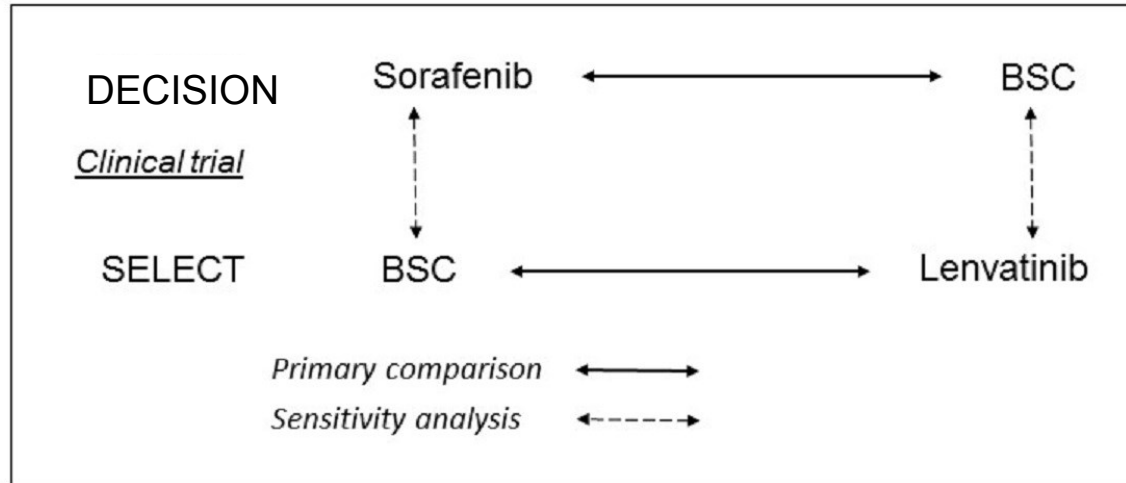 DECISION Sorafenib BSC
Clinical trial
SELECT BSC Lenvatinib
Primary comparison
Sensitivity analysis